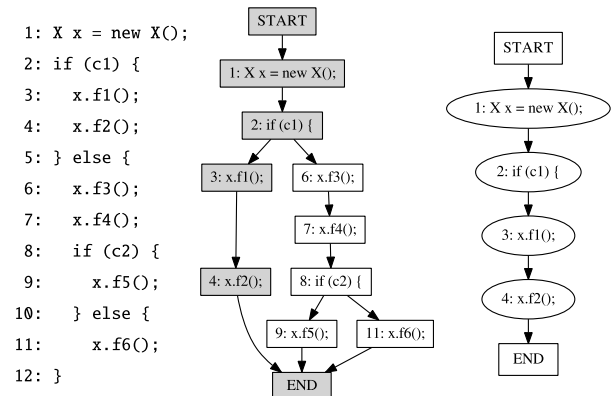 1: X x = new X();
2: if (c1) {
3: x.f1();
4: x.f2();
5: } else {
6: x.f3();
7: x.f4();
8: if (c2) {
9: x.f5();
10: } else {
11: x.f6();
12: }
START
1: X x = new X();
2: if (c1) {
3: x.f1();
6: x.f3();
7: x.f4();
4: x.f2();
8: if (c2) {
9: x.f5();
11: x.f6();
END
START
1: X x = new X();
2: if (c1) {
3: x.f1();
4: x.f2();
END